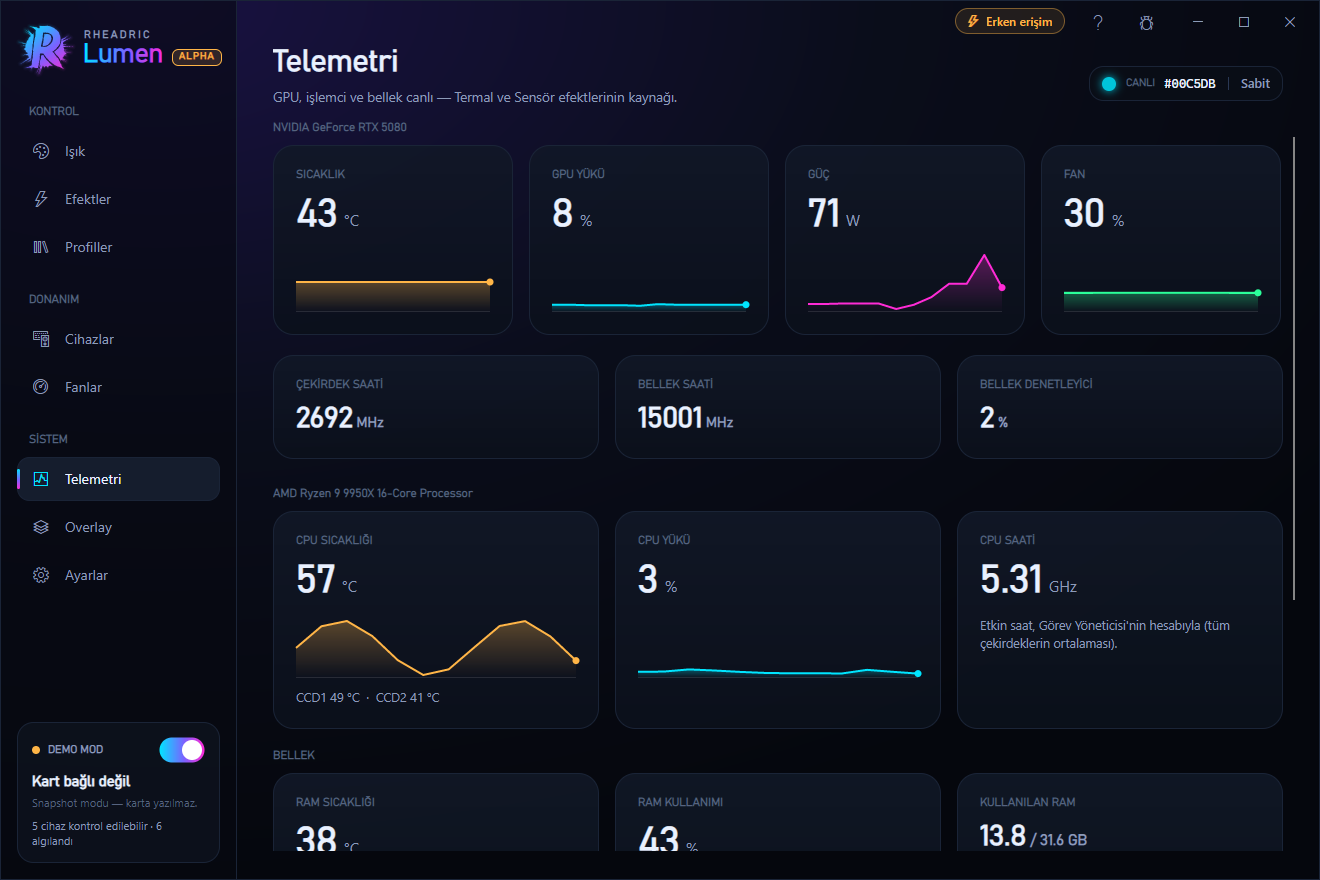 RHEADRIC
Lumen ALPHA
KONTROL
Işık
Efektler
Profiller
DONANIM
Cihazlar
Fanlar
SİSTEM
Telemetri
Overlay
Ayarlar
DEMO MOD
Kart bağlı değil
Snapshot modu — karta yazılmaz.
5 cihaz kontrol edilebilir · 6
algılandı
Erken erişim
Telemetri
GPU, işlemci ve bellek canlı — Termal ve Sensör efektlerinin kaynağı.
CANLI #00C5DB Sabit
NVIDIA GeForce RTX 5080
SICAKLIK
43 °C
GPU YÜKÜ
8 %
GÜÇ
71 W
FAN
30 %
ÇEKİRDEK SAATİ
2692 MHz
BELLEK SAATİ
15001 MHz
BELLEK DENETLEYİCİ
2 %
AMD Ryzen 9 9950X 16-Core Processor
CPU SICAKLIĞI
57 °C
CCD1 49 °C · CCD2 41 °C
CPU YÜKÜ
3 %
CPU SAATİ
5.31 GHz
Etkin saat, Görev Yöneticisi'nin hesabıyla (tüm
çekirdeklerin ortalaması).
BELLEK
RAM SICAKLIĞI
38 °C
RAM KULLANIMI
43 %
KULLANILAN RAM
13.8 / 31.6 GB